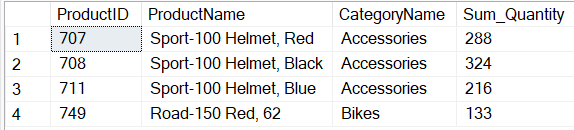 ProductID ProductName CategoryName Sum_Quantity
1 707 Sport-100 Helmet, Red Accessories 288
2 708 Sport-100 Helmet, Black Accessories 324
3 711 Sport-100 Helmet, Blue Accessories 216
4 749 Road-150 Red, 62 Bikes 133